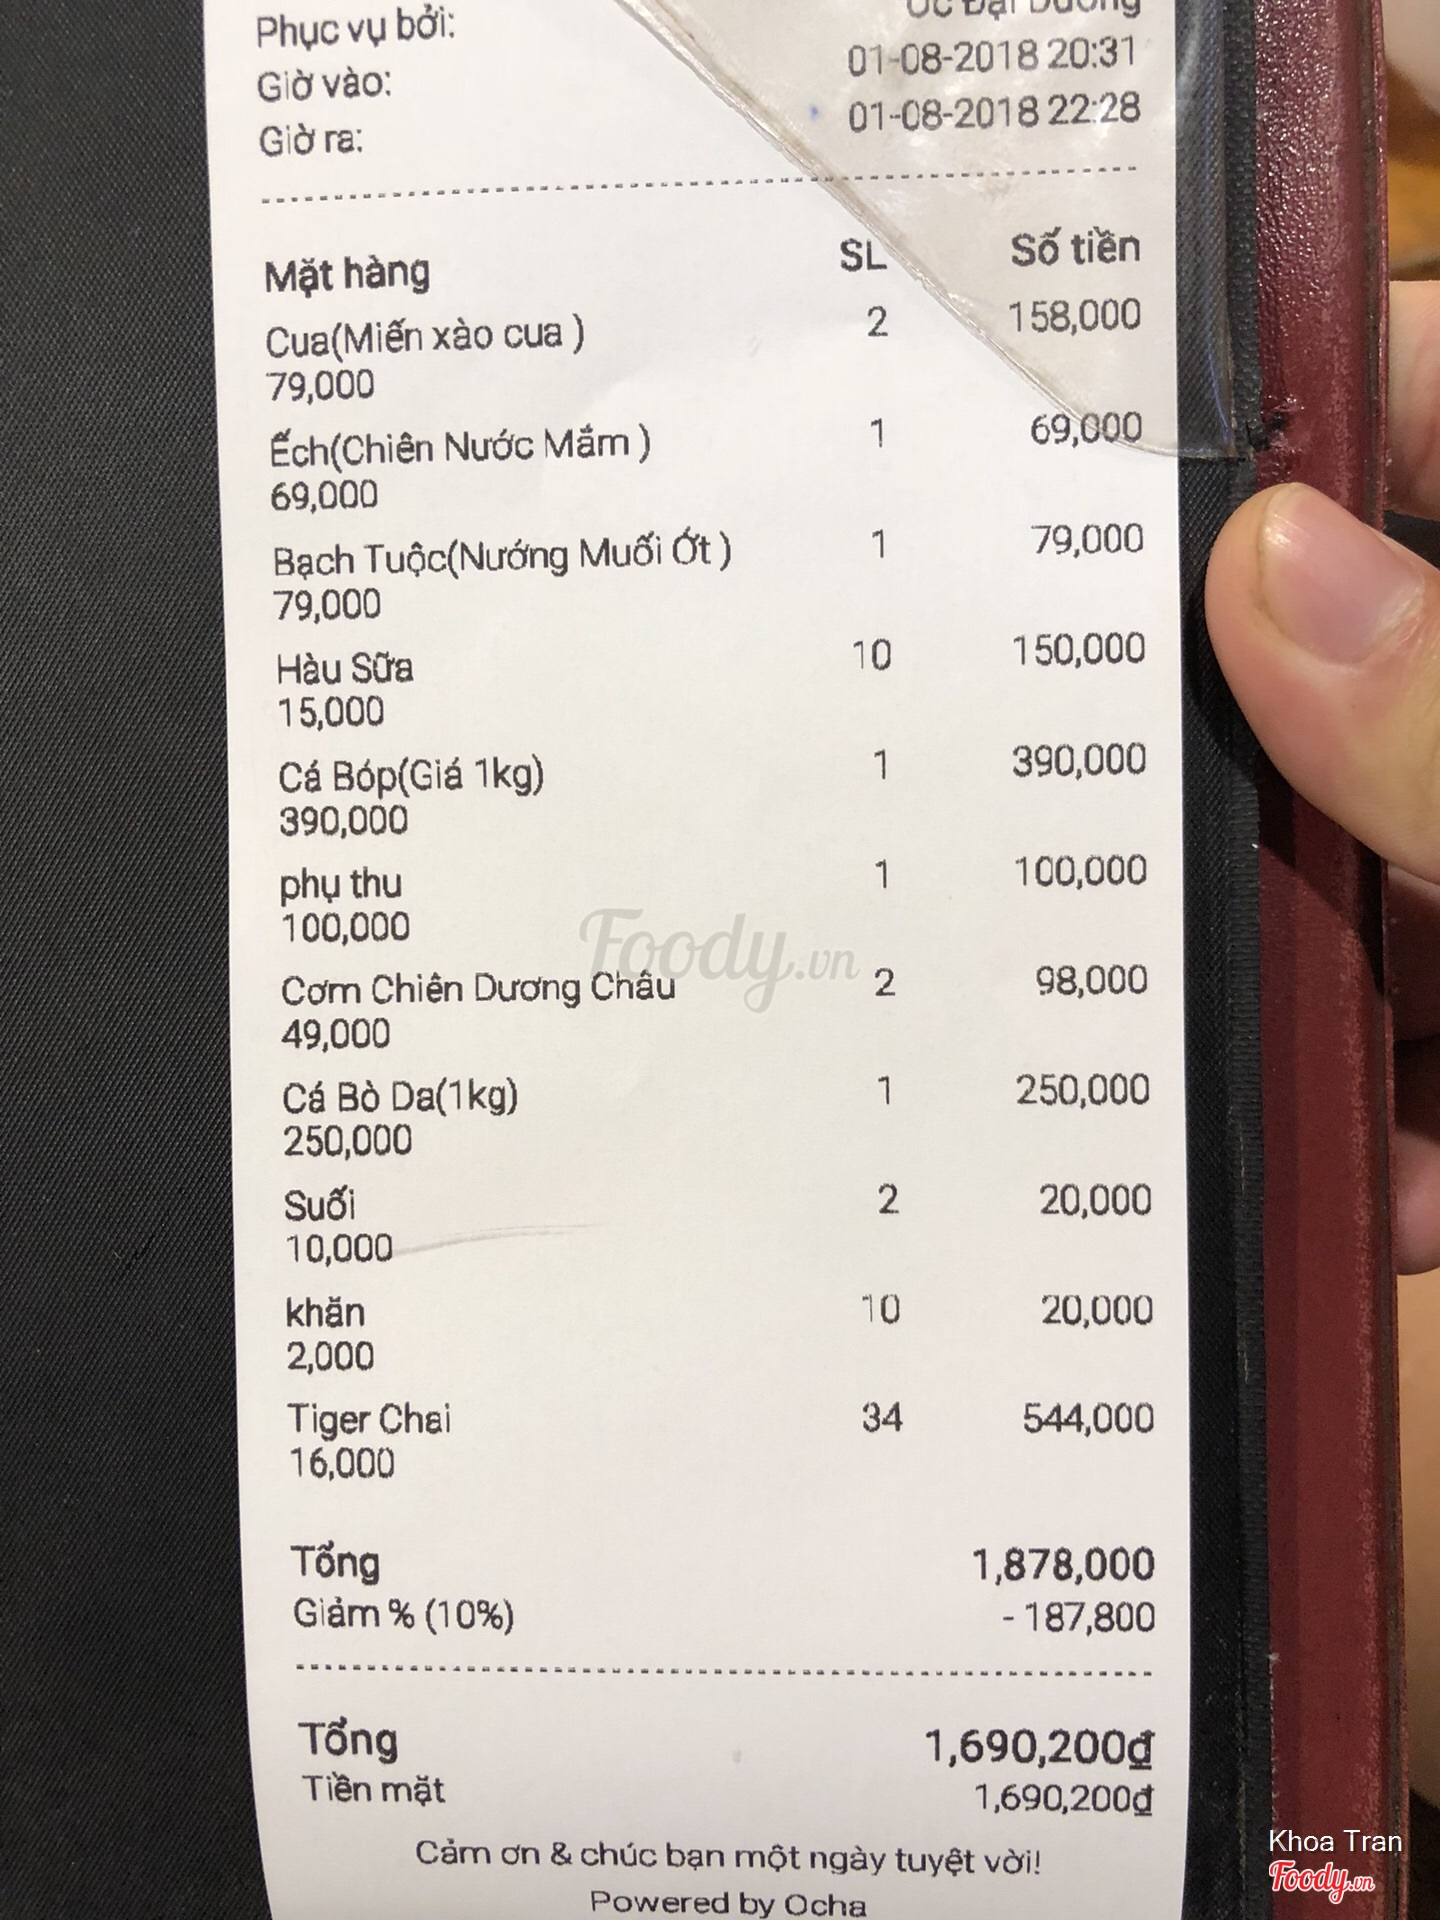 Phục vụ bởi: Ốc Đại Dương
Giờ vào: 01-08-2018 20:31
Giờ ra: 01-08-2018 22:28
Mặt hàng SL Số tiền
Cua(Miến xào cua ) 2 158,000
79,000
Ếch(Chiên Nước Mắm ) 1 69,000
69,000
Bạch Tuộc(Nướng Muối Ớt ) 1 79,000
79,000
Hàu Sữa 10 150,000
15,000
Cá Bóp(Giá 1kg) 1 390,000
390,000
phụ thu 1 100,000
100,000
Foody.vn
Cơm Chiên Dương Châu 2 98,000
49,000
Cá Bò Da(1kg) 1 250,000
250,000
Suối 2 20,000
10,000
khăn 10 20,000
2,000
Tiger Chai 34 544,000
16,000
Tổng 1,878,000
Giảm % (10%) - 187,800
Tổng 1,690,200₫
Tiền mặt 1,690,200₫
Cảm ơn & chúc bạn một ngày tuyệt vời!
Powered by Ocha
Khoa Tran
Foody.vn